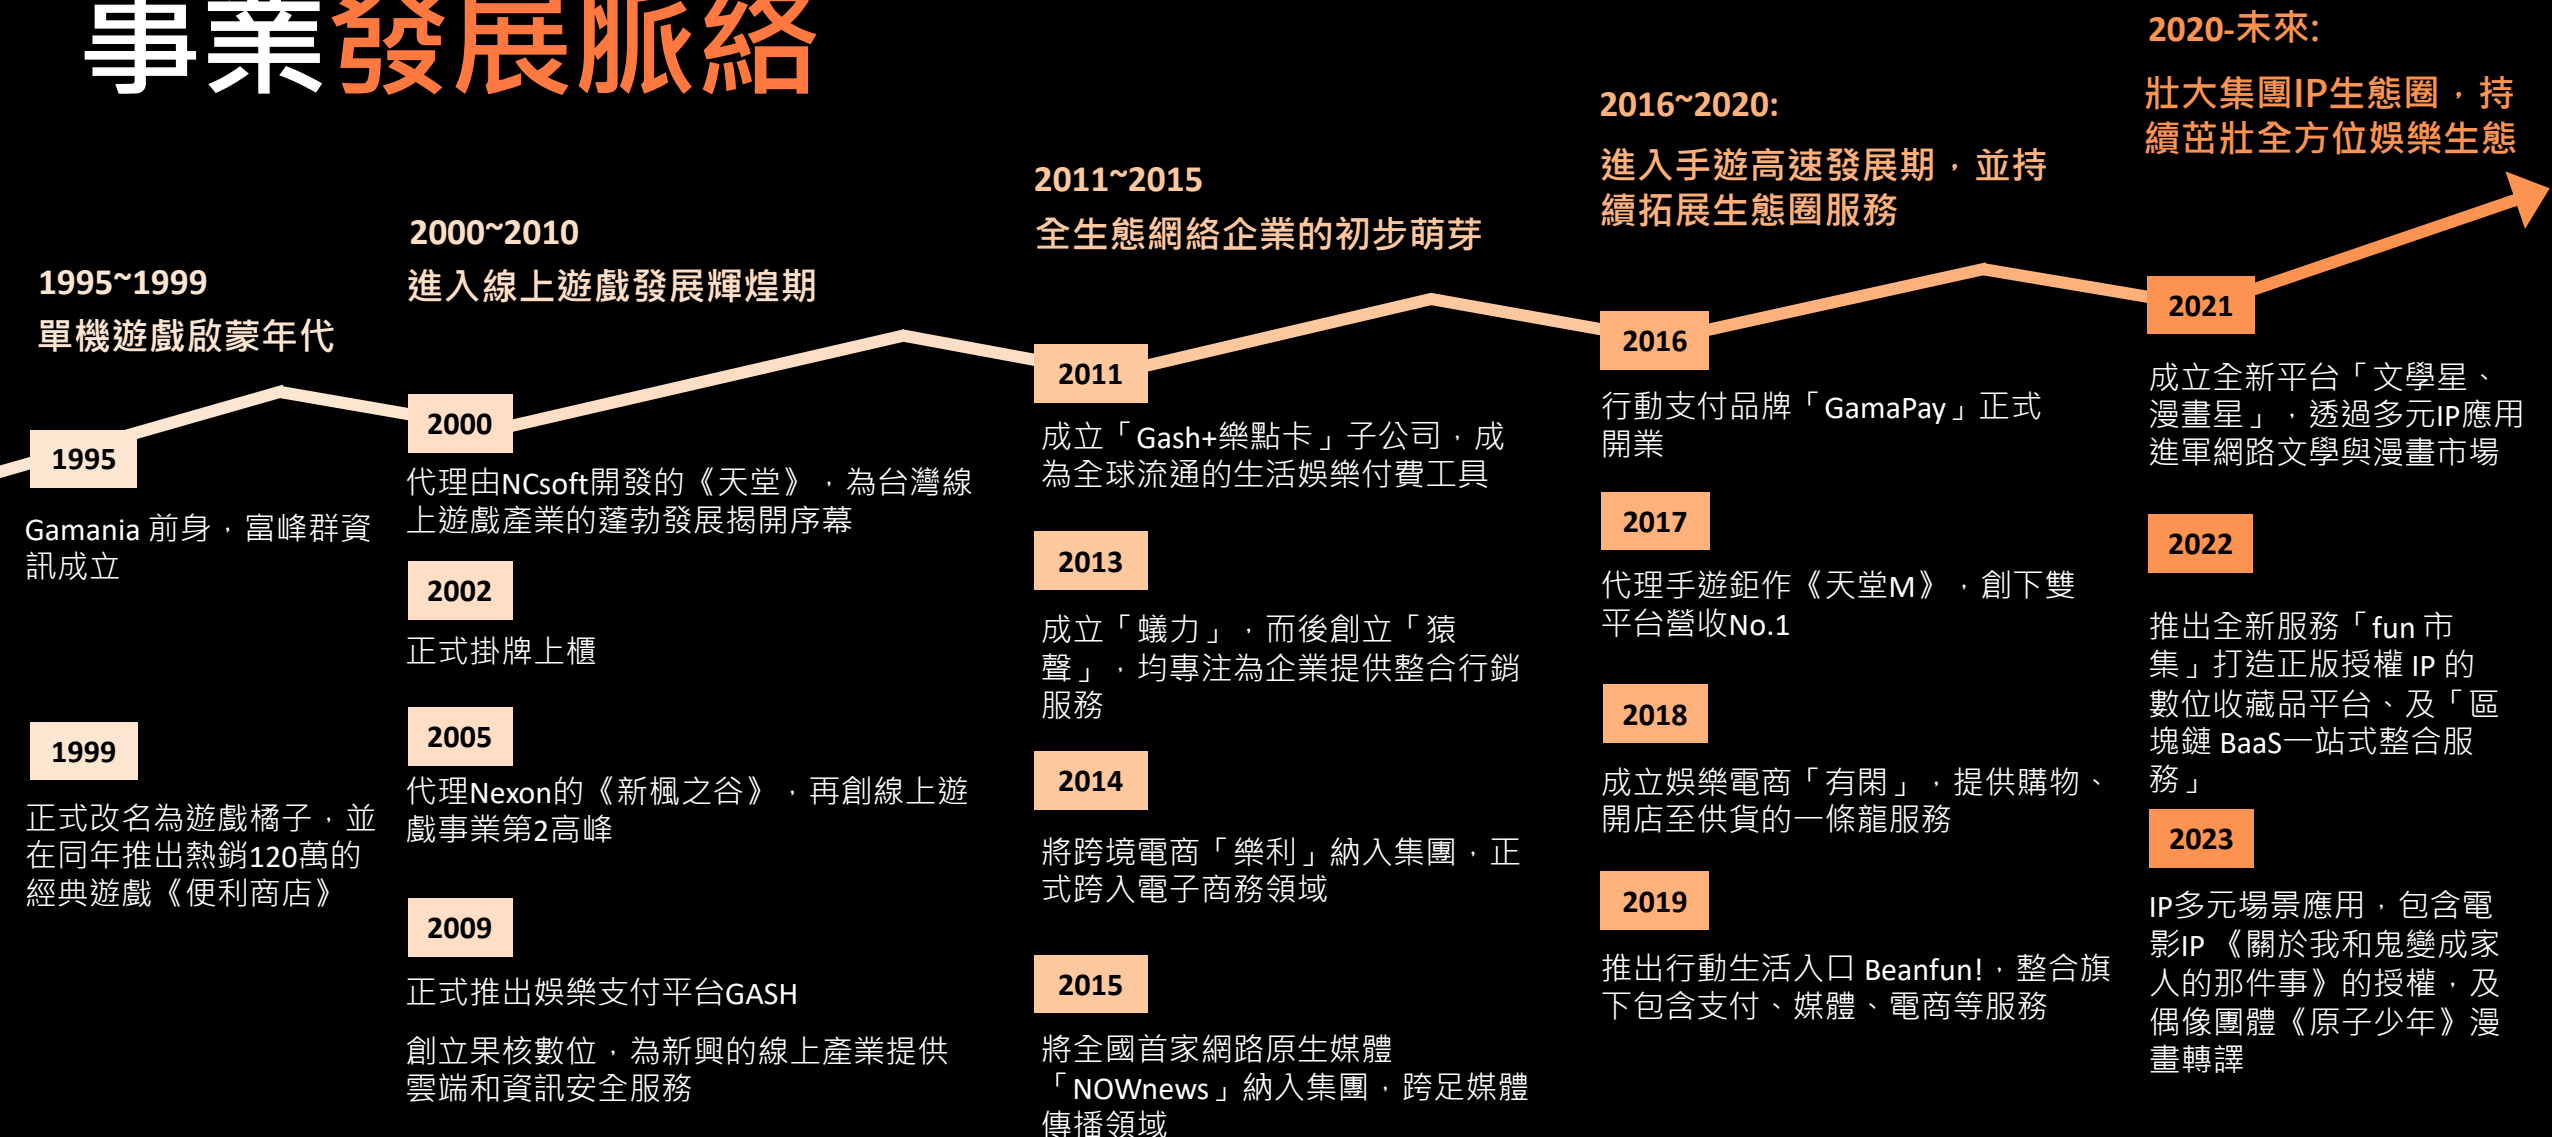 事業發展脈絡
1995~1999
單機遊戲啟蒙年代
1995
Gamania 前身，富峰群資
訊成立
1999
正式改名為遊戲橘子，並
在同年推出熱銷120萬的
經典遊戲《便利商店》
2000~2010
進入線上遊戲發展輝煌期
2000
代理由NCsoft開發的《天堂》，為台灣線
上遊戲產業的蓬勃發展揭開序幕
2002
正式掛牌上櫃
2005
代理Nexon的《新楓之谷》，再創線上遊
戲事業第2高峰
2009
正式推出娛樂支付平台GASH
創立果核數位，為新興的線上產業提供
雲端和資訊安全服務
2011~2015
全生態網絡企業的初步萌芽
2011
成立「Gash+樂點卡」子公司，成
為全球流通的生活娛樂付費工具
2013
成立「蟻力」，而後創立「猿
聲」，均專注為企業提供整合行銷
服務
2014
將跨境電商「樂利」納入集團，正
式跨入電子商務領域
2015
將全國首家網路原生媒體
「NOWnews」納入集團，跨足媒體
傳播領域
2016~2020:
進入手遊高速發展期，並持
續拓展生態圈服務
2016
行動支付品牌「GamaPay」正式
開業
2017
代理手遊鉅作《天堂M》，創下雙
平台營收No.1
2018
成立娛樂電商「有閑」，提供購物、
開店至供貨的一條龍服務
2019
推出行動生活入口 Beanfun!，整合旗
下包含支付、媒體、電商等服務
2020-未來:
壯大集團IP生態圈，持
續茁壯全方位娛樂生態
2021
成立全新平台「文學星、
漫畫星」，透過多元IP應用
進軍網路文學與漫畫市場
2022
推出全新服務「fun 市
集」打造正版授權 IP 的
數位收藏品平台、及「區
塊鏈 BaaS一站式整合服
務」
2023
IP多元場景應用，包含電
影IP 《關於我和鬼變成家
人的那件事》的授權，及
偶像團體《原子少年》漫
畫轉譯